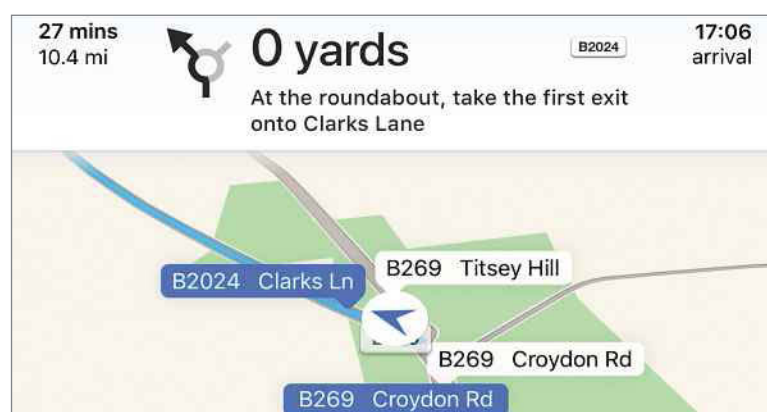 27 mins
10.4 mi
0 yards
B2024
17:06
arrival
At the roundabout, take the first exit
onto Clarks Lane
B269 Titsey Hill
B2024 Clarks Ln
B269 Croydon Rd
B269 Croydon Rd